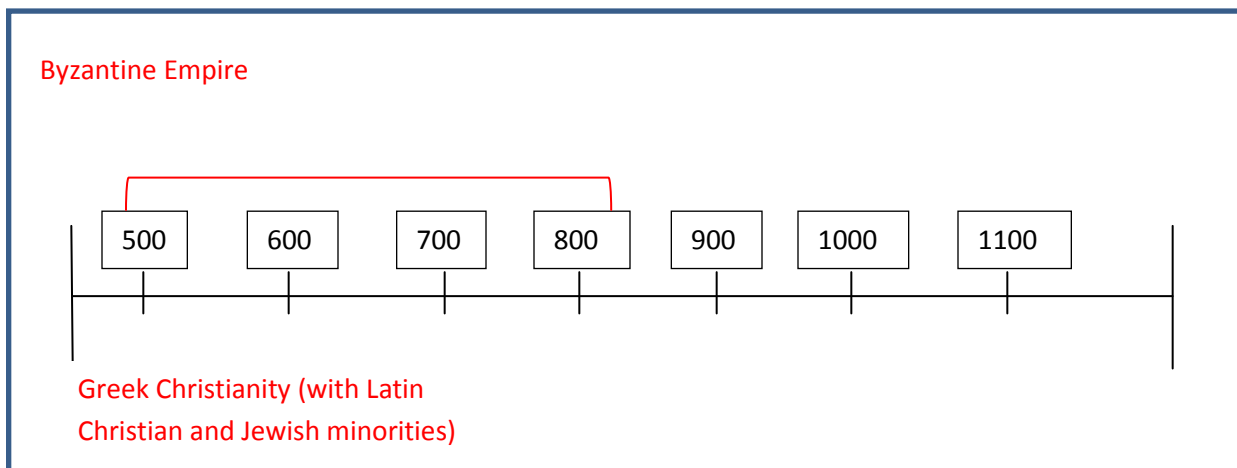 Byzantine Empire
500 600 700 800 900 1000 1100
Greek Christianity (with Latin
Christian and Jewish minorities)